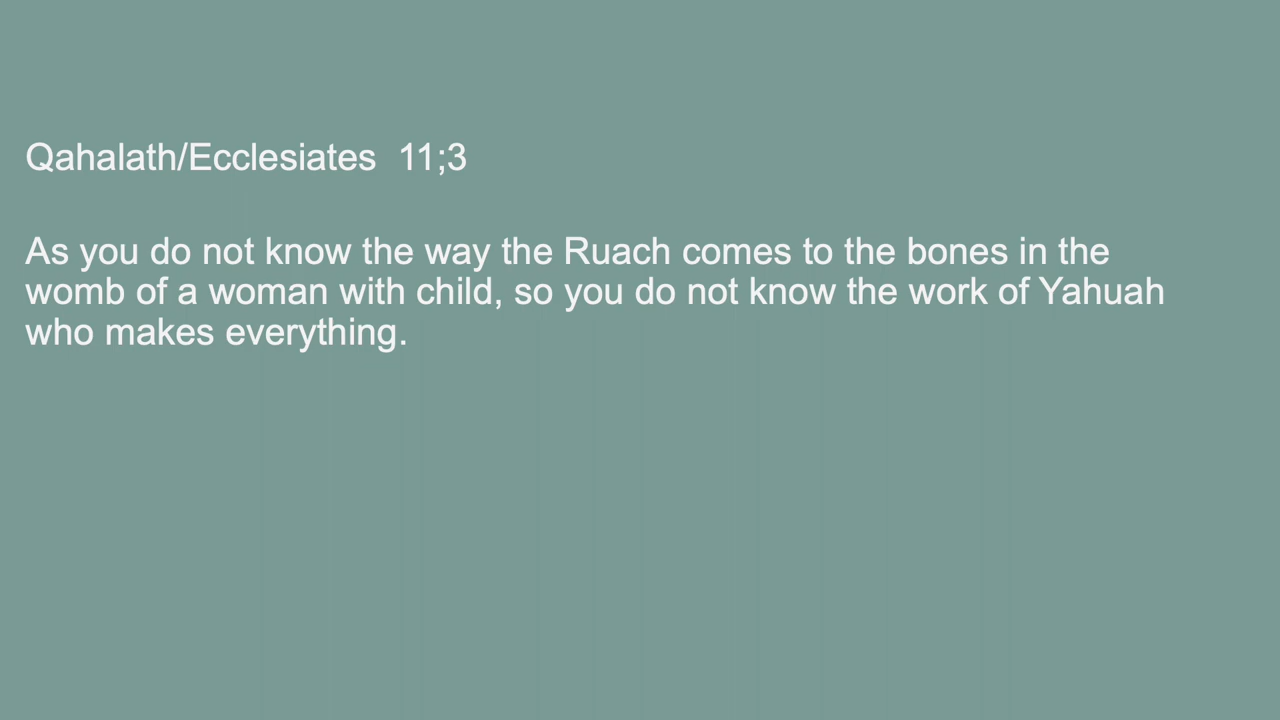 Qahalath/Ecclesiates  11;3
As you do not know the way the Ruach comes to the bones in the
womb of a woman with child, so you do not know the work of Yahuah
who makes everything.